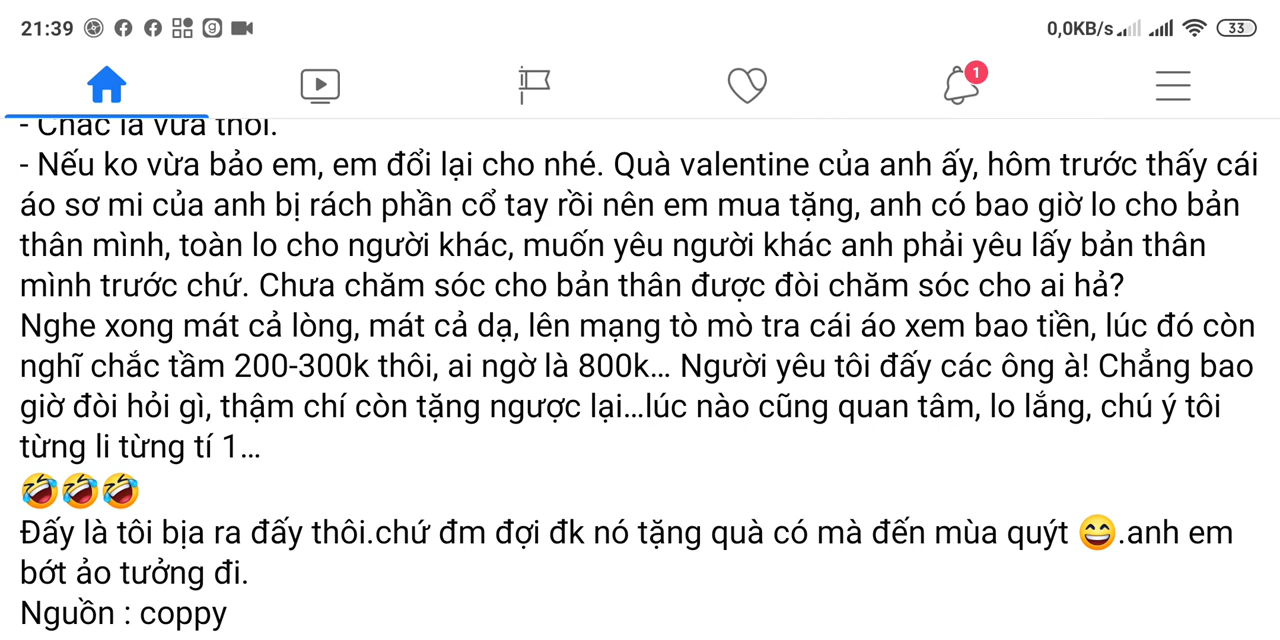 21:39
0,0KB/s
33
1
- Chắc là vừa thôi.
- Nếu ko vừa bảo em, em đổi lại cho nhé. Quà valentine của anh ấy, hôm trước thấy cái
áo sơ mi của anh bị rách phần cổ tay rồi nên em mua tặng, anh có bao giờ lo cho bản
thân mình, toàn lo cho người khác, muốn yêu người khác anh phải yêu lấy bản thân
mình trước chứ. Chưa chăm sóc cho bản thân được đòi chăm sóc cho ai hả?
Nghe xong mát cả lòng, mát cả dạ, lên mạng tò mò tra cái áo xem bao tiền, lúc đó còn
nghĩ chắc tầm 200-300k thôi, ai ngờ là 800k... Người yêu tôi đấy các ông à! Chẳng bao
giờ đòi hỏi gì, thậm chí còn tặng ngược lại...lúc nào cũng quan tâm, lo lắng, chú ý tôi
từng li từng tí 1...
🤣🤣🤣
Đấy là tôi bịa ra đấy thôi.chứ đm đợi đk nó tặng quà có mà đến mùa quýt 😄.anh em
bớt ảo tưởng đi.
Nguồn : coppy